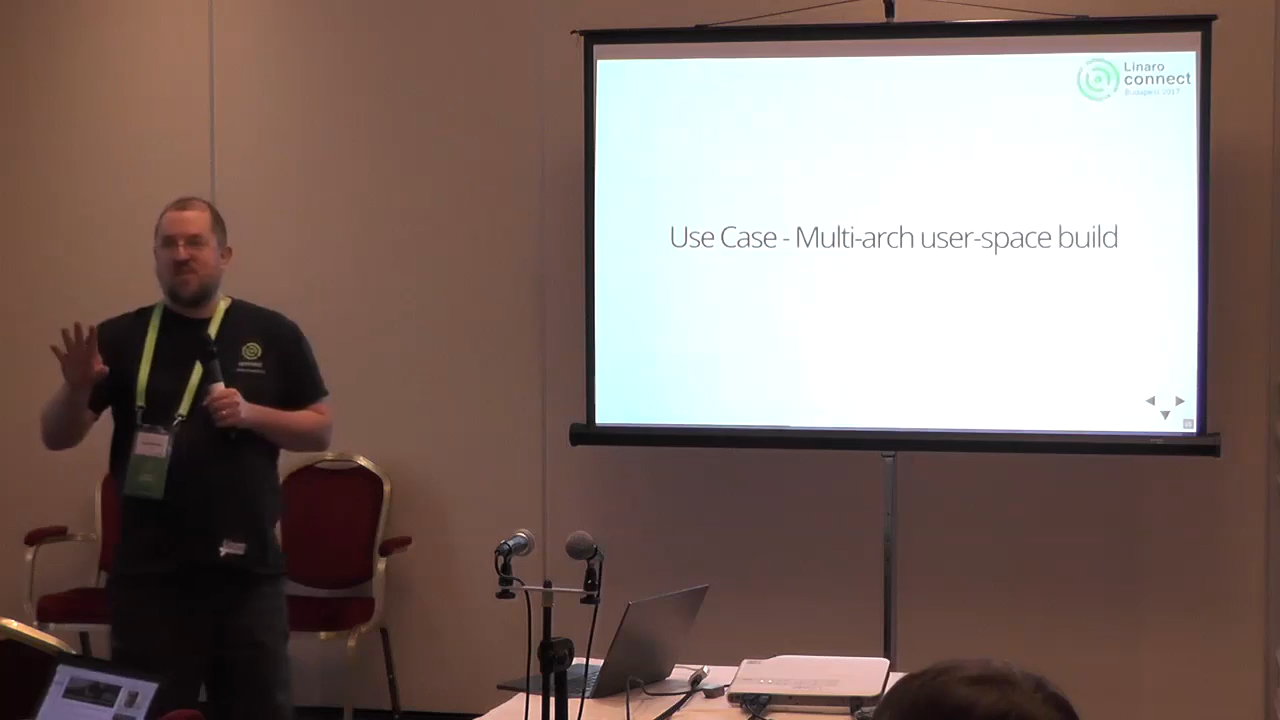 Linaro
connect
Budapest 2017
Use Case - Multi-arch user-space build